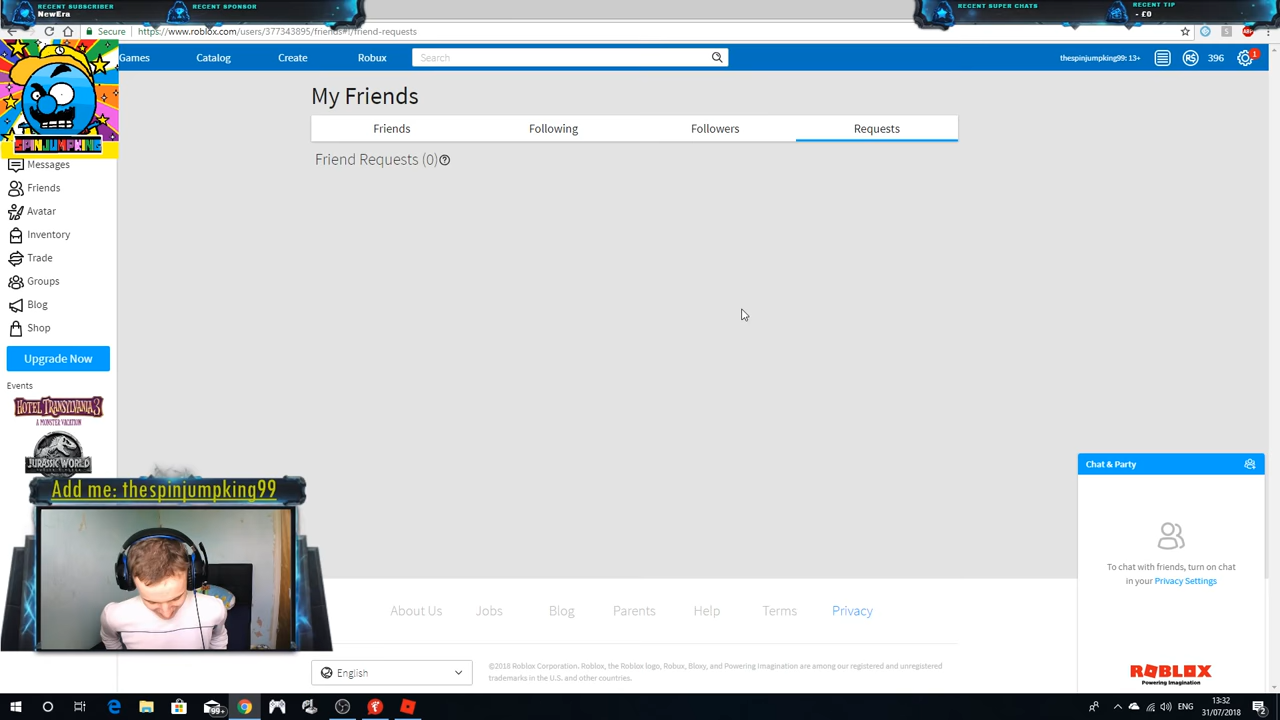 RECENT SUBSCRIBER
NewEra
RECENT SPONSOR
RECENT SUPER CHATS
RECENT TIP
- £0
Secure
https://www.roblox.com/users/377343895/friends#!/friend-requests
Games
Catalog
Create
Robux
Search
thespinjumpking99: 13+
396
1
SPINJUMPKING
My Friends
Friends
Following
Followers
Requests
Friend Requests (0)
Messages
Friends
Avatar
Inventory
Trade
Groups
Blog
Shop
Upgrade Now
Events
HOTEL TRANSYLVANIA 3
A MONSTER VACATION
JURASSIC WORLD
Add me: thespinjumpking99
Chat & Party
To chat with friends, turn on chat
in your Privacy Settings
About Us
Jobs
Blog
Parents
Help
Terms
Privacy
English
©2018 Roblox Corporation. Roblox, the Roblox logo, Robux, Bloxy, and Powering Imagination are among our registered and unregistered
trademarks in the U.S. and other countries.
ROBLOX
Powering Imagination
99+
ENG
13:32
31/07/2018
2